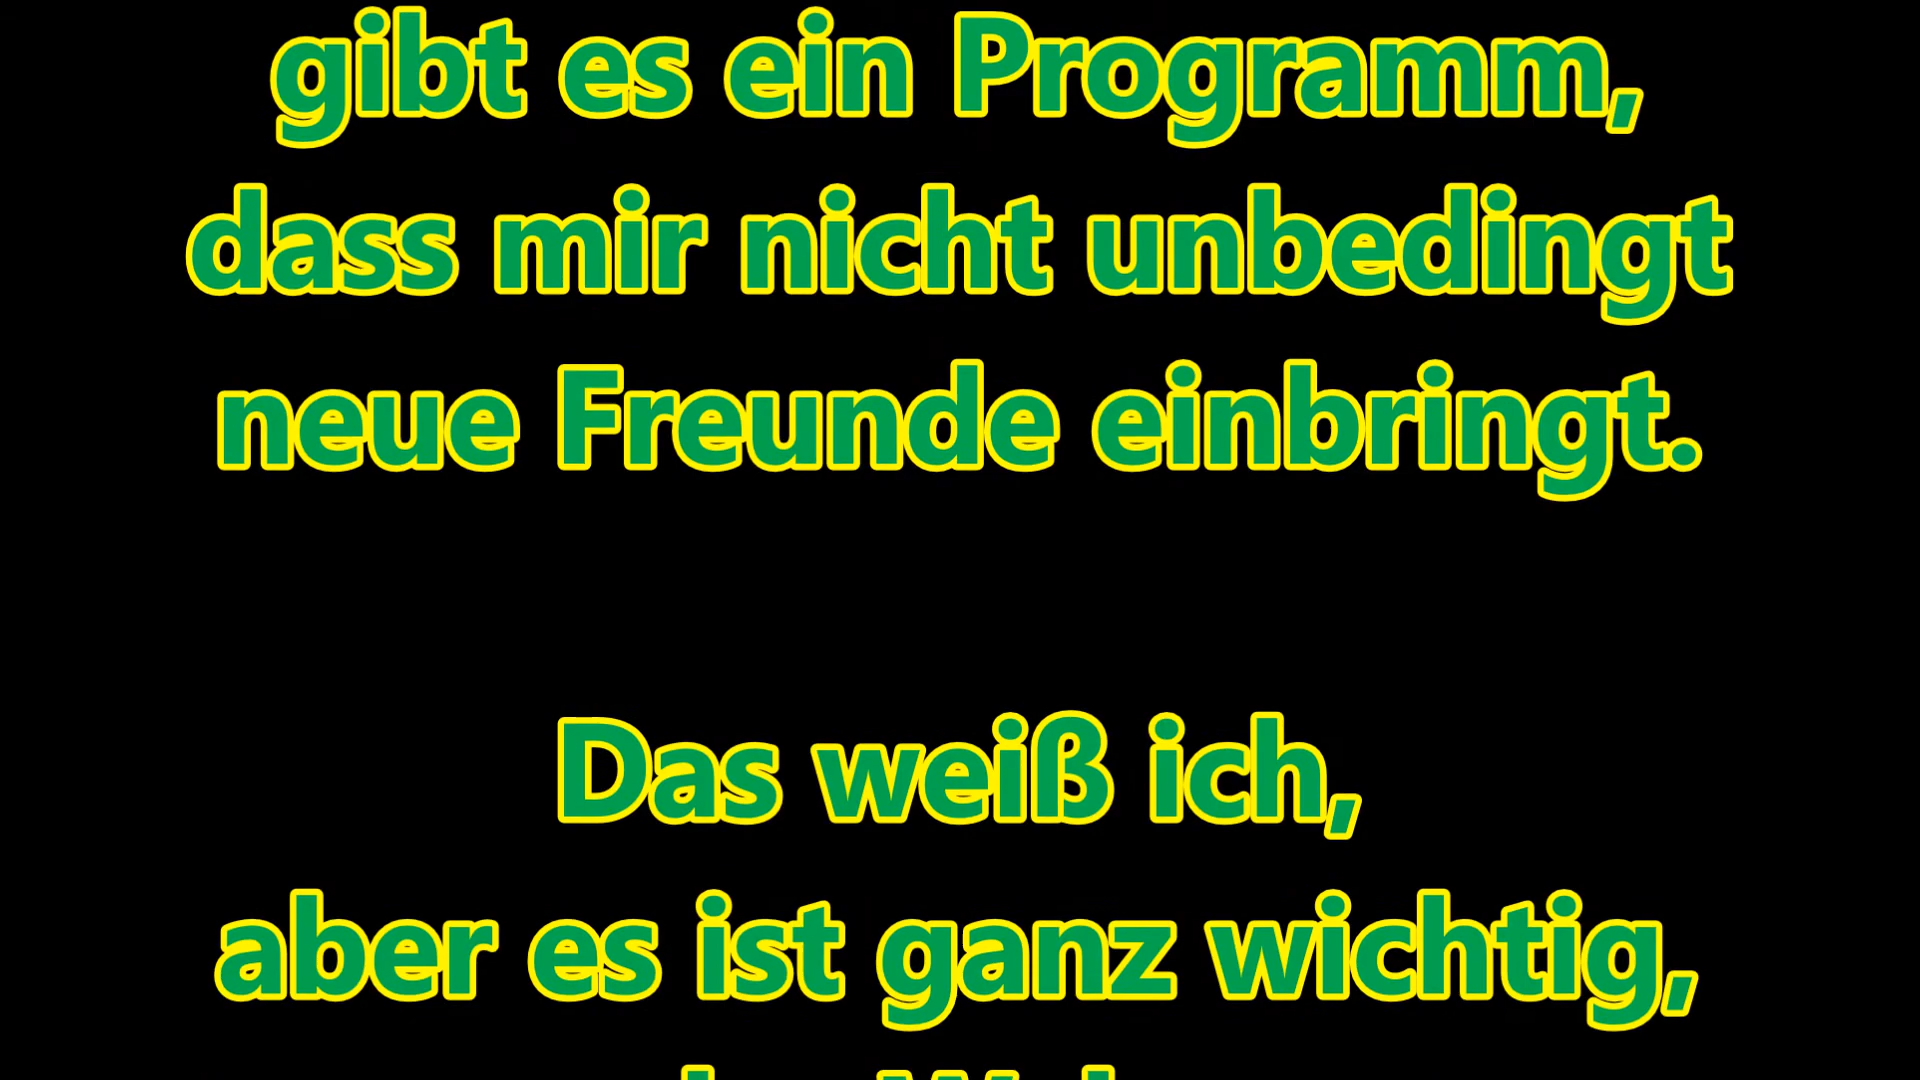 gibt es ein Programm,
dass mir nicht unbedingt
neue Freunde einbringt.
Das weiß ich,
aber es ist ganz wichtig,